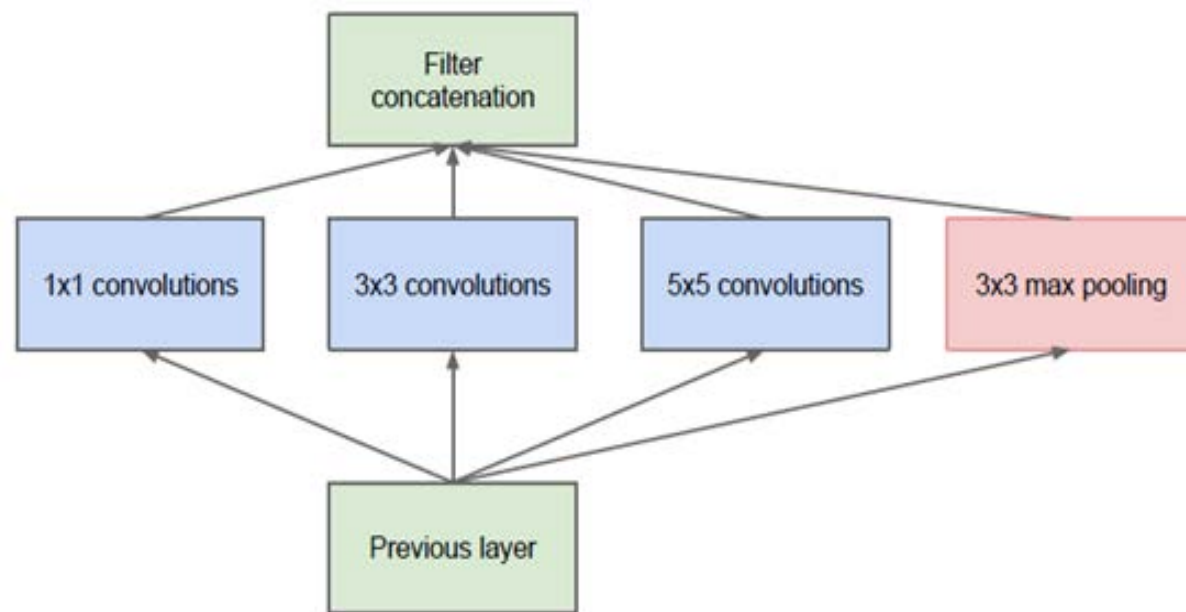 Filter
concatenation
1x1 convolutions
3x3 convolutions
5x5 convolutions
3x3 max pooling
Previous layer